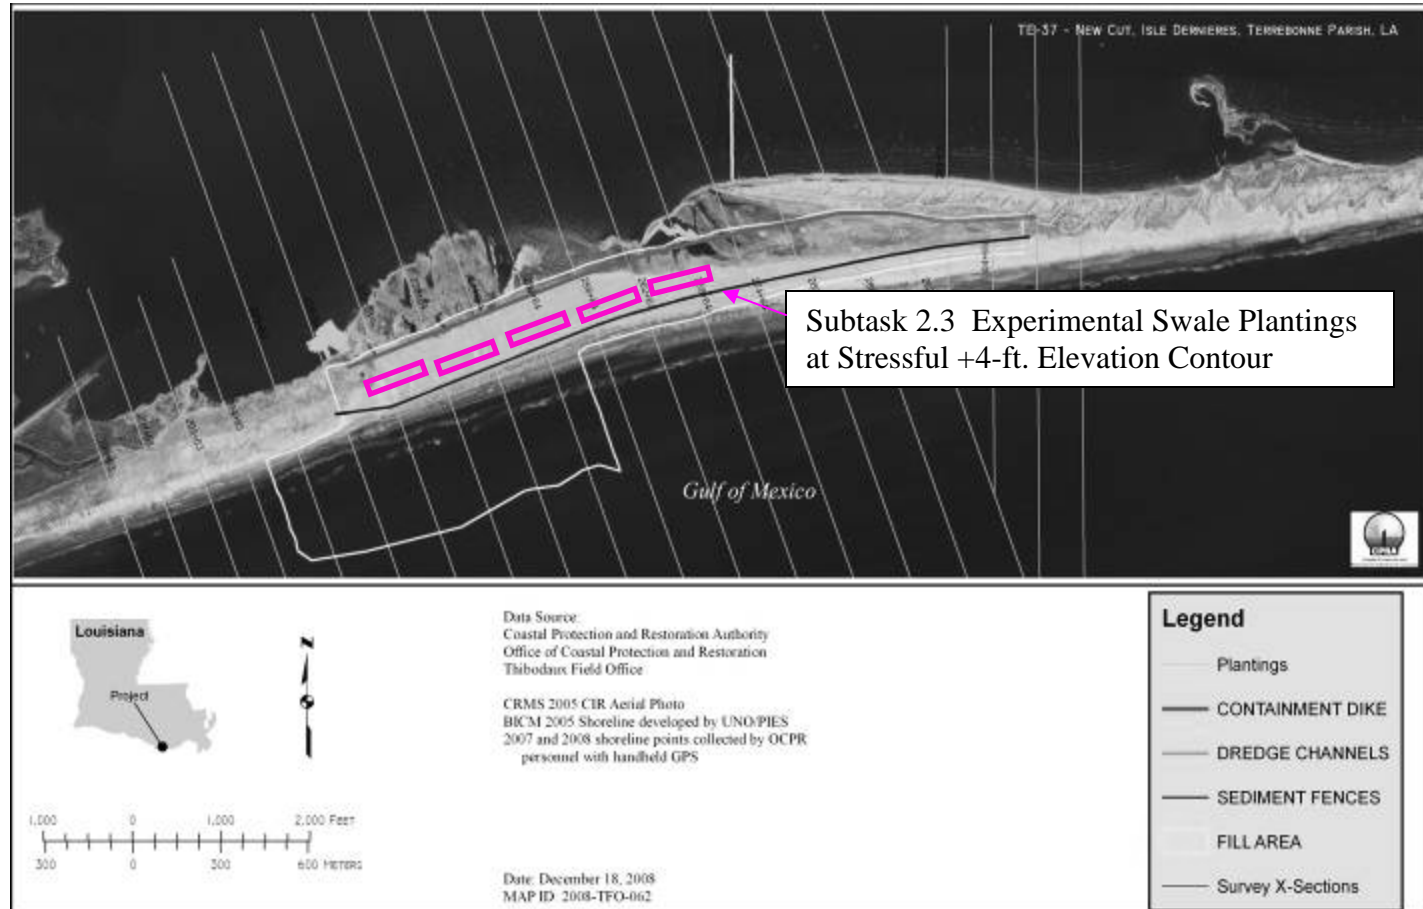 TE-37 - NEW CUT, ISLE DERNIERES, TERREBONNE PARISH, LA
Subtask 2.3 Experimental Swale Plantings
at Stressful +4-ft. Elevation Contour
Gulf of Mexico
Louisiana
Project
N
1,000 0 1,000 2,000 FEET
300 0 300 600 METERS
Data Source:
Coastal Protection and Restoration Authority
Office of Coastal Protection and Restoration
Thibodaux Field Office
CRMS 2005 CIR Aerial Photo
BICM 2005 Shoreline developed by UNO/PIES
2007 and 2008 shoreline points collected by OCPR
personnel with handheld GPS
Date: December 18, 2008
MAP ID: 2008-TFO-062
Legend
Plantings
CONTAINMENT DIKE
DREDGE CHANNELS
SEDIMENT FENCES
FILL AREA
Survey X-Sections